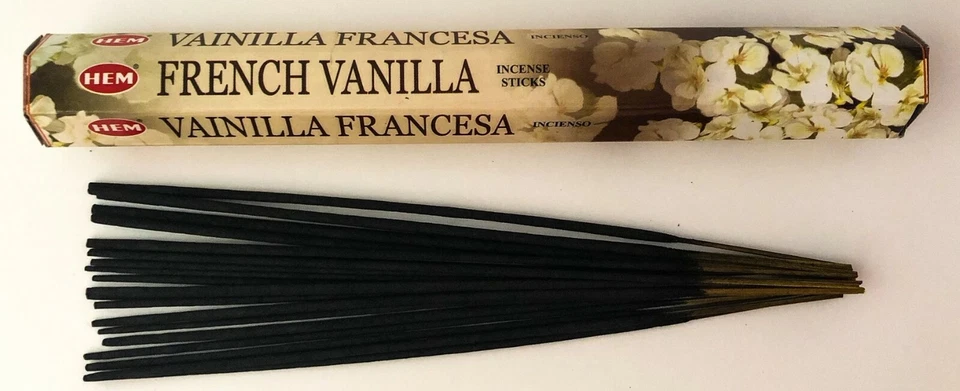 HEM VAINILLA FRANCESA INCIENSO
HEM® FRENCH VANILLA INCENSE
STICKS
HEM VAINILLA FRANCESA INCIENSO